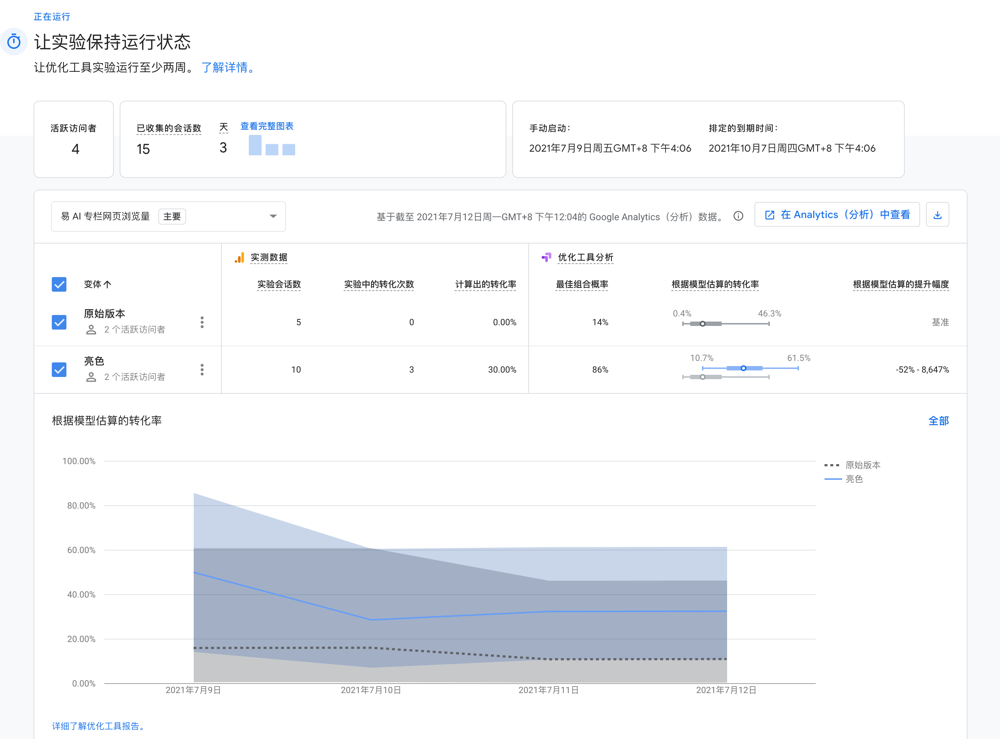 正在运行
让实验保持运行状态
让优化工具实验运行至少两周。 了解详情。
活跃访问者
4
已收集的会话数 天 查看完整图表
15 3
手动启动： 排定的到期时间：
2021年7月9日周五GMT+8 下午4:06 2021年10月7日周四GMT+8 下午4:06
易 AI 专栏网页浏览量 主要
基于截至 2021年7月12日周一GMT+8 下午12:04的 Google Analytics（分析）数据。
在 Analytics（分析）中查看
实测数据 优化工具分析
变体 实验会话数 实验中的转化次数 计算出的转化率 最佳组合概率 根据模型估算的转化率 根据模型估算的提升幅度
原始版本
2 个活跃访问者
5 0 0.00% 14% 0.4% 46.3% 基准
亮色
2 个活跃访问者
10 3 30.00% 86% 10.7% 61.5% -52% - 8,647%
根据模型估算的转化率 全部
100.00%
80.00%
60.00%
40.00%
20.00%
0.00%
原始版本
亮色
2021年7月9日 2021年7月10日 2021年7月11日 2021年7月12日
详细了解优化工具报告。